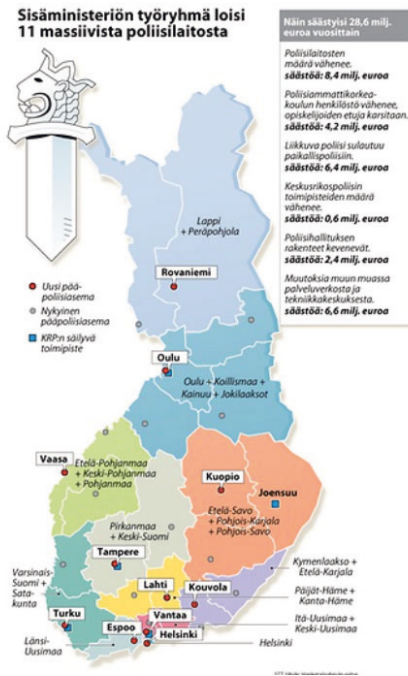 Sisäministeriön työryhmä loisi
11 massiivista poliisilaitosta
Näin säästyisi 28,6 milj.
euroa vuosittain
Poliisilaitosten
määrä vähenee.
säästöä: 8,4 milj. euroa
Poliisiammattikorkea-
koulun henkilöstö vähenee,
opiskelijoiden etuja karsitaan.
säästöä: 4,2 milj. euroa
Liikkuva poliisi sulautuu
paikallispoliisiin.
säästöä: 6,4 milj. euroa
Keskusrikospoliisin
toimipisteiden määrä
vähenee.
säästöä: 0,6 milj. euroa
Poliisihallituksen
rakenteet kevenevät.
säästöä: 2,4 milj. euroa
Muutoksia muun muassa
palveluverkosta ja
tekniikkakeskuksesta.
säästöä: 6,6 milj. euroa
Uusi pää-
poliisiasema
Nykyinen
pääpoliisiasema
KRP:n säilyvä
toimipiste
Lappi
+ Peräpohjola
Rovaniemi
Oulu
Oulu + Koillismaa +
Kainuu + Jokilaaksot
Vaasa
Etelä-Pohjanmaa
+ Keski-Pohjanmaa
+ Pohjanmaa
Kuopio
Joensuu
Etelä-Savo
+ Pohjois-Karjala
+ Pohjois-Savo
Pirkanmaa
+ Keski-Suomi
Tampere
Kymenlaakso +
Etelä-Karjala
Varsinais-
Suomi +
Sata-
kunta
Lahti
Kouvola
Päijät-Häme +
Kanta-Häme
Turku
Vantaa
Espoo
Helsinki
Itä-Uusimaa +
Keski-Uusimaa
Länsi-
Uusimaa
Helsinki